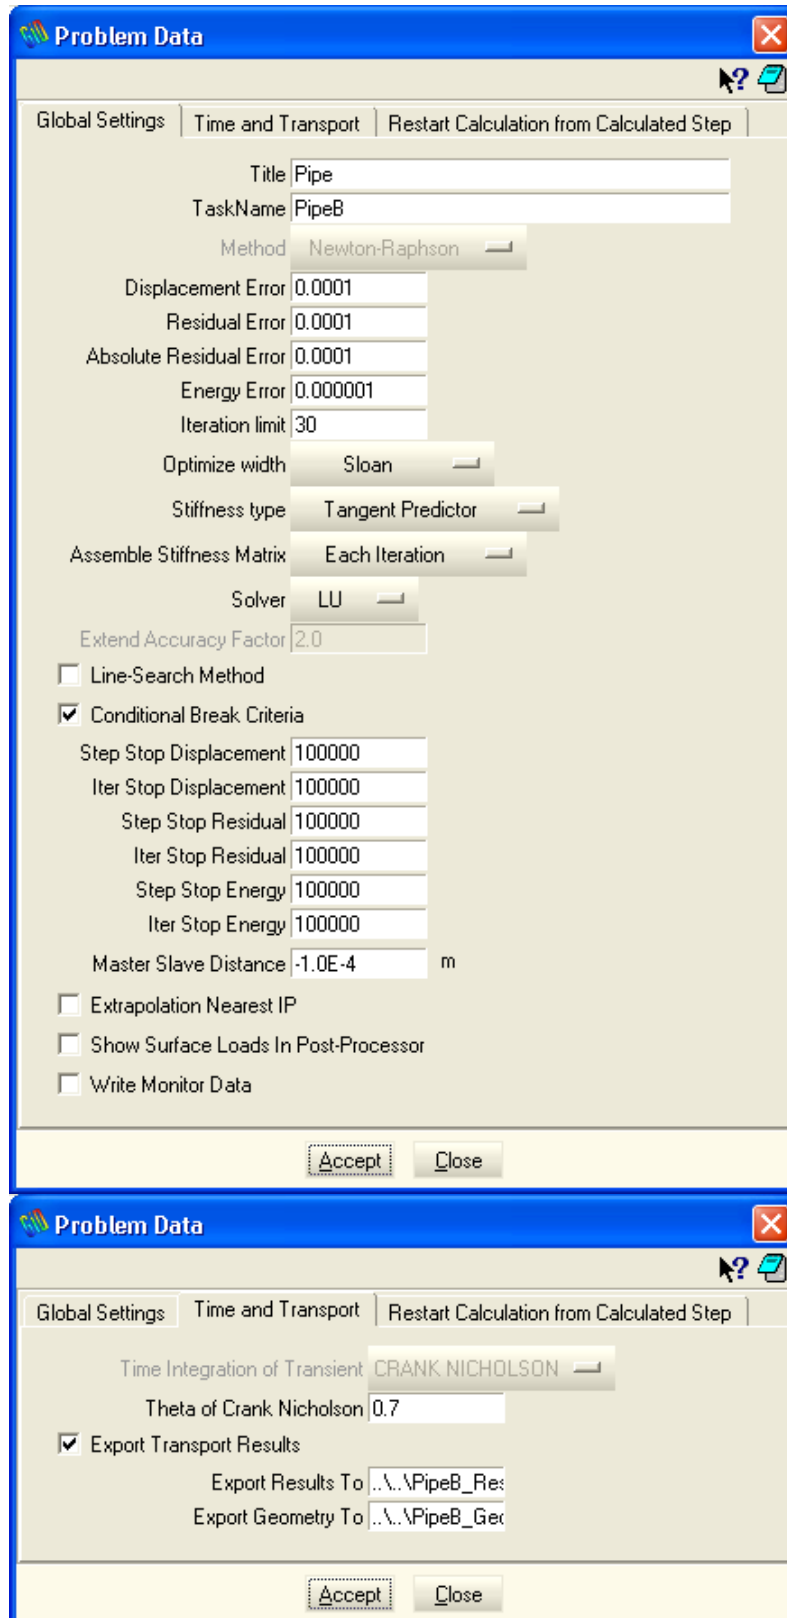 Problem Data
Global Settings Time and Transport Restart Calculation from Calculated Step
Title Pipe
TaskName PipeB
Method Newton-Raphson
Displacement Error 0.0001
Residual Error 0.0001
Absolute Residual Error 0.0001
Energy Error 0.000001
Iteration limit 30
Optimize width Sloan
Stiffness type Tangent Predictor
Assemble Stiffness Matrix Each Iteration
Solver LU
Extend Accuracy Factor 2.0
Line-Search Method
Conditional Break Criteria
Step Stop Displacement 100000
Iter Stop Displacement 100000
Step Stop Residual 100000
Iter Stop Residual 100000
Step Stop Energy 100000
Iter Stop Energy 100000
Master Slave Distance -1.0E-4 m
Extrapolation Nearest IP
Show Surface Loads In Post-Processor
Write Monitor Data
Accept Close
Problem Data
Global Settings Time and Transport Restart Calculation from Calculated Step
Time Integration of Transient CRANK NICHOLSON
Theta of Crank Nicholson 0.7
Export Transport Results
Export Results To ..\..\PipeB_Res
Export Geometry To ..\..\PipeB_Geo
Accept Close